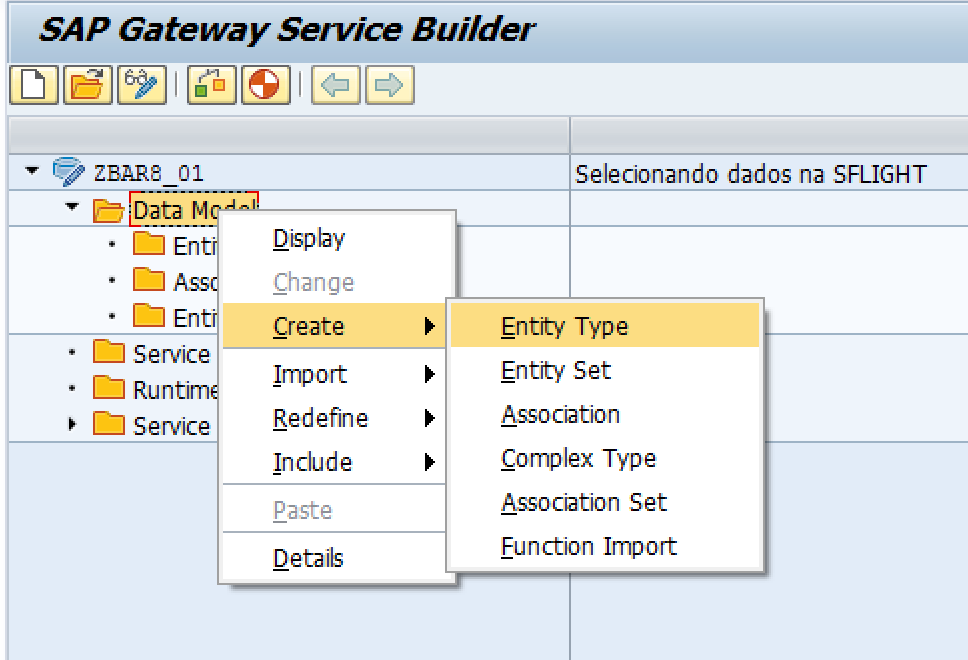 SAP Gateway Service Builder
ZBAR8_01 Selecionando dados na SFLIGHT
Data Model
Display
Change
Create
Import
Redefine
Include
Paste
Details
Entity Type
Entity Set
Association
Complex Type
Association Set
Function Import
Enti
Asso
Enti
Service
Runtime
Service